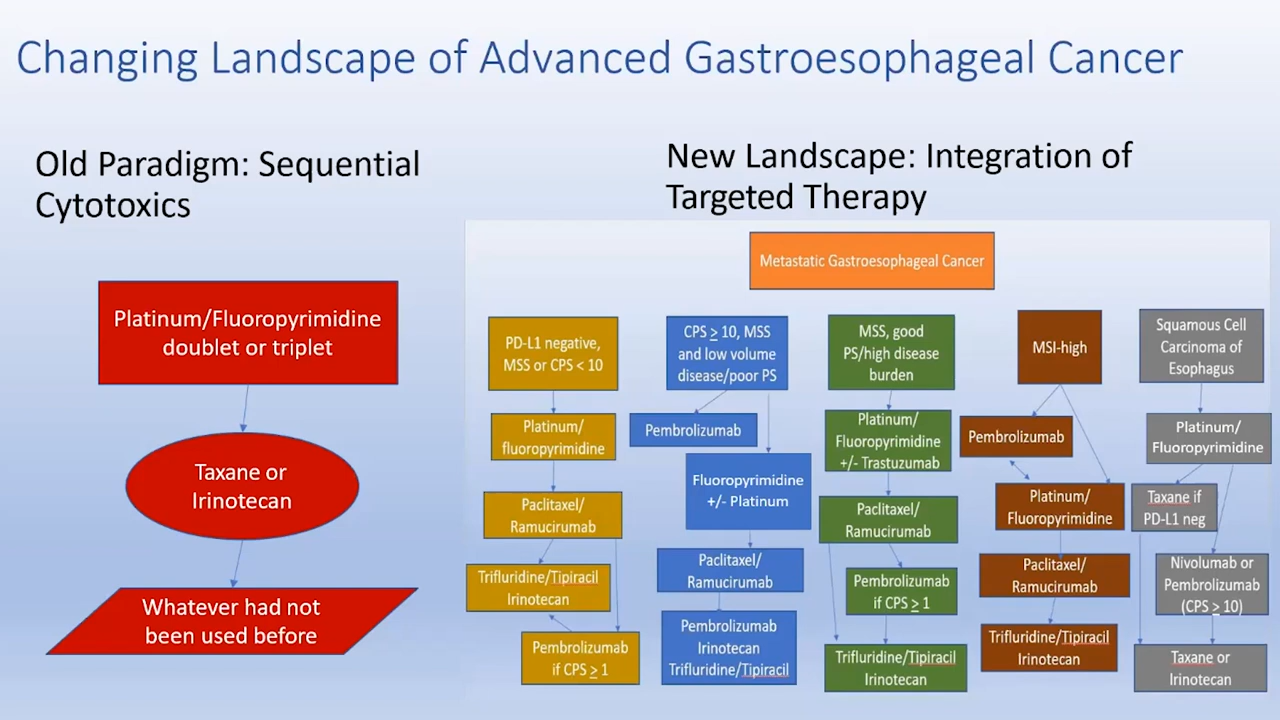 Changing Landscape of Advanced Gastroesophageal Cancer
Old Paradigm: Sequential
Cytotoxics
Platinum/Fluoropyrimidine
doublet or triplet
Taxane or
Irinotecan
Whatever had not
been used before
New Landscape: Integration of
Targeted Therapy
Metastatic Gastroesophageal Cancer
PD-L1 negative,
MSS or CPS < 10
Platinum/
fluoropyrimidine
Paclitaxel/
Ramucirumab
Trifluridine/Tipiracil
Irinotecan
Pembrolizumab
if CPS ≥ 1
CPS ≥ 10, MSS
and low volume
disease/poor PS
Pembrolizumab
Fluoropyrimidine
+/- Platinum
Paclitaxel/
Ramucirumab
Pembrolizumab
Irinotecan
Trifluridine/Tipiracil
MSS, good
PS/high disease
burden
Platinum/
Fluoropyrimidine
+/- Trastuzumab
Paclitaxel/
Ramucirumab
Pembrolizumab
if CPS ≥ 1
Trifluridine/Tipiracil
Irinotecan
MSI-high
Pembrolizumab
Platinum/
Fluoropyrimidine
Paclitaxel/
Ramucirumab
Trifluridine/Tipiracil
Irinotecan
Squamous Cell
Carcinoma of
Esophagus
Platinum/
Fluoropyrimidine
Taxane if
PD-L1 neg
Nivolumab or
Pembrolizumab
(CPS ≥ 10)
Taxane or
Irinotecan